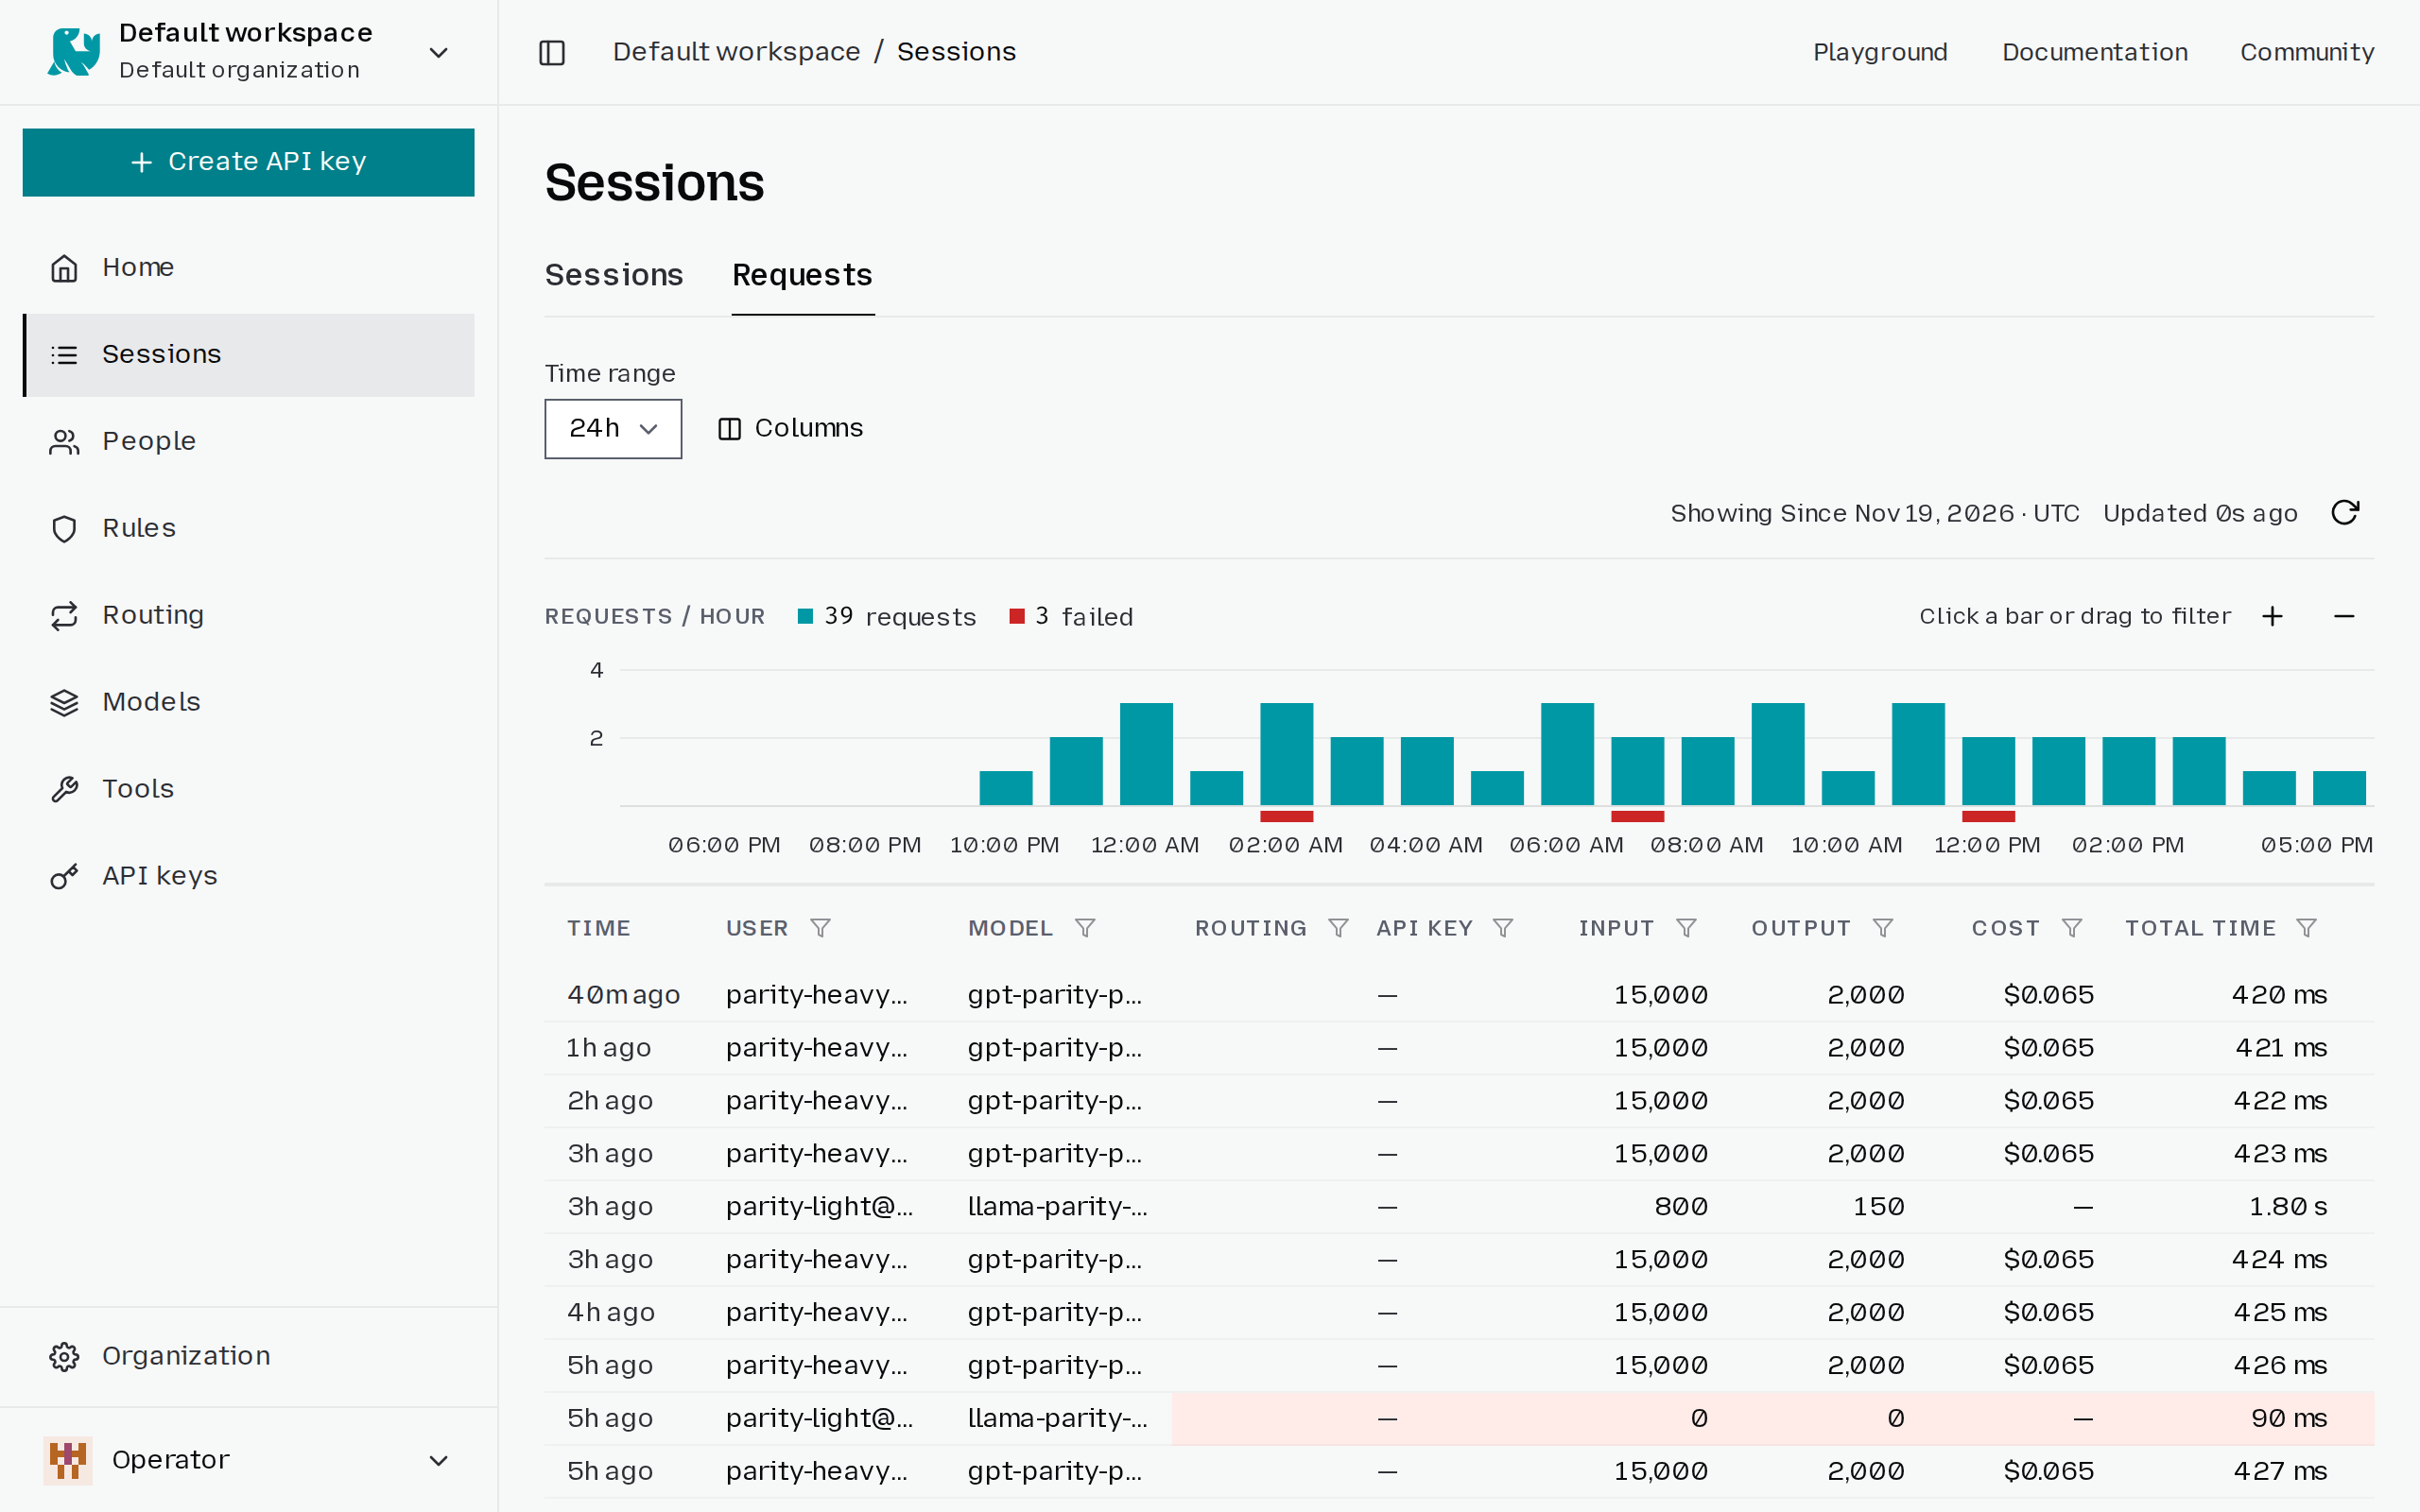 Default workspace
Default organization
Default workspace / Sessions
Playground Documentation Community
Create API key
Home
Sessions
People
Rules
Routing
Models
Tools
API keys
Organization
Operator
Sessions
Sessions Requests
Time range
24h Columns
Showing Since Nov 19, 2026 · UTC Updated 0s ago
REQUESTS / HOUR 39 requests 3 failed Click a bar or drag to filter
4
2
06:00 PM 08:00 PM 10:00 PM 12:00 AM 02:00 AM 04:00 AM 06:00 AM 08:00 AM 10:00 AM 12:00 PM 02:00 PM 05:00 PM
TIME USER MODEL ROUTING API KEY INPUT OUTPUT COST TOTAL TIME
40m ago parity-heavy... gpt-parity-p... — 15,000 2,000 $0.065 420 ms
1h ago parity-heavy... gpt-parity-p... — 15,000 2,000 $0.065 421 ms
2h ago parity-heavy... gpt-parity-p... — 15,000 2,000 $0.065 422 ms
3h ago parity-heavy... gpt-parity-p... — 15,000 2,000 $0.065 423 ms
3h ago parity-light@... llama-parity-... — 800 150 — 1.80 s
3h ago parity-heavy... gpt-parity-p... — 15,000 2,000 $0.065 424 ms
4h ago parity-heavy... gpt-parity-p... — 15,000 2,000 $0.065 425 ms
5h ago parity-heavy... gpt-parity-p... — 15,000 2,000 $0.065 426 ms
5h ago parity-light@... llama-parity-... — 0 0 — 90 ms
5h ago parity-heavy... gpt-parity-p... — 15,000 2,000 $0.065 427 ms